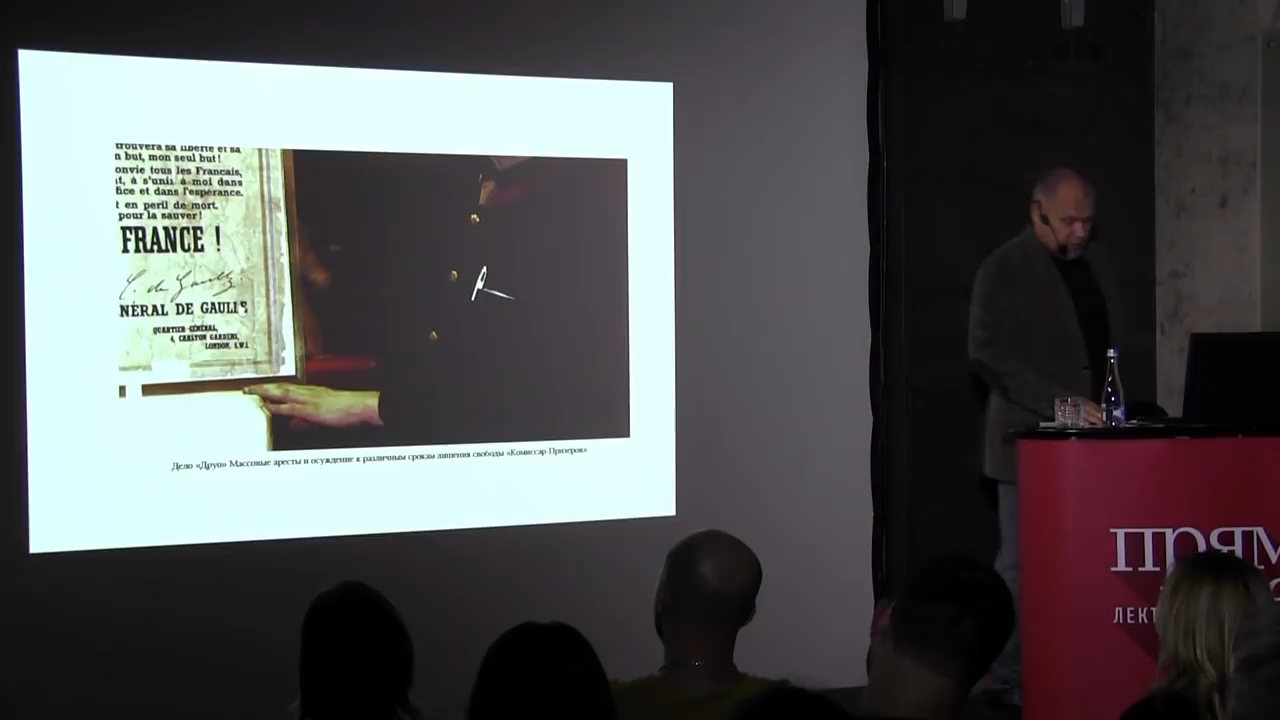 trouvera sa liberté et sa
n but, mon seul but!
onvie tous les Francais,
t, à s'unir à moi dans
fice et dans l'espérance.
t en peril de mort.
pour la sauver!
FRANCE !
NÉRAL DE GAULLE
QUARTIER-GÉNÉRAL,
4, CARLTON GARDENS,
LONDON, S.W.1.
Дело «Друо» Массовые аресты и осуждение к различным срокам лишения свободы «Комиссар Призеров»
прям
ЛЕКТ